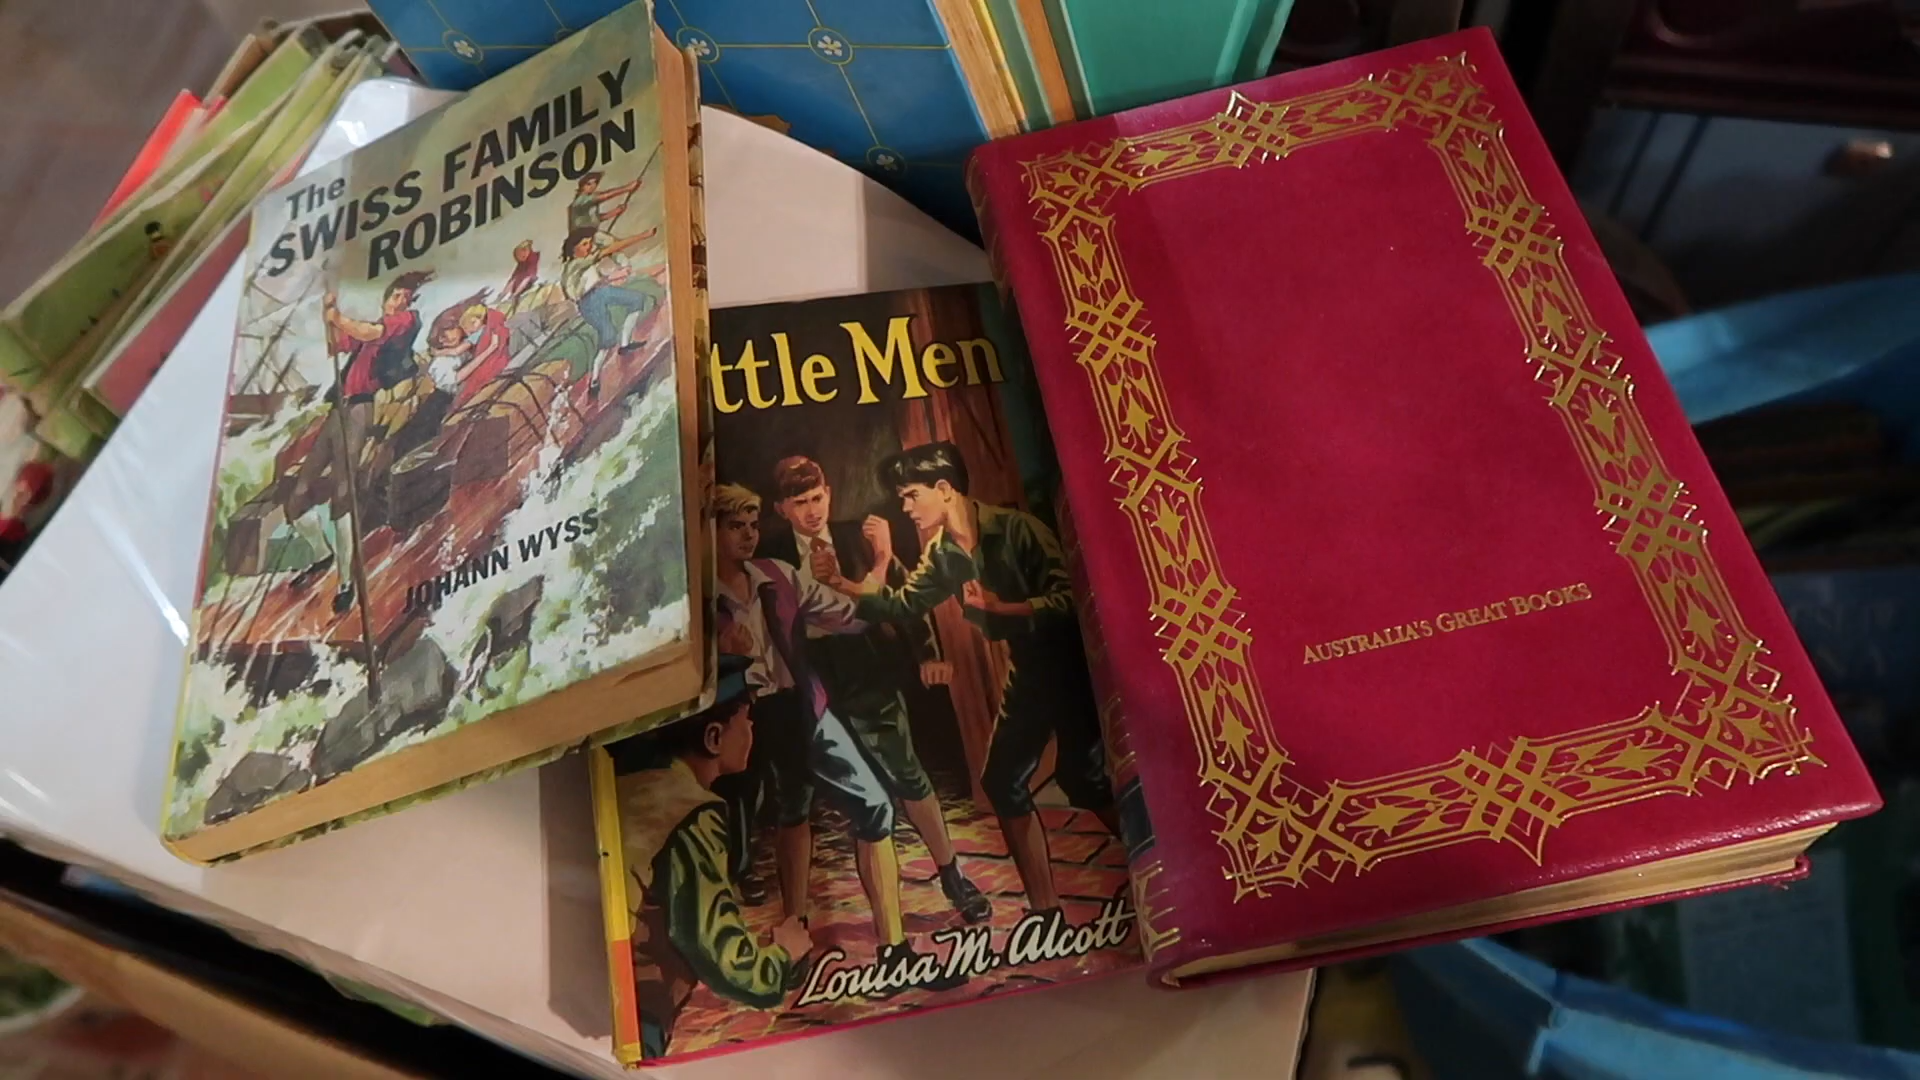 The
SWISS FAMILY
ROBINSON
JOHANN WYSS
ttle Men
Louisa M. Alcott
AUSTRALIA'S GREAT BOOKS